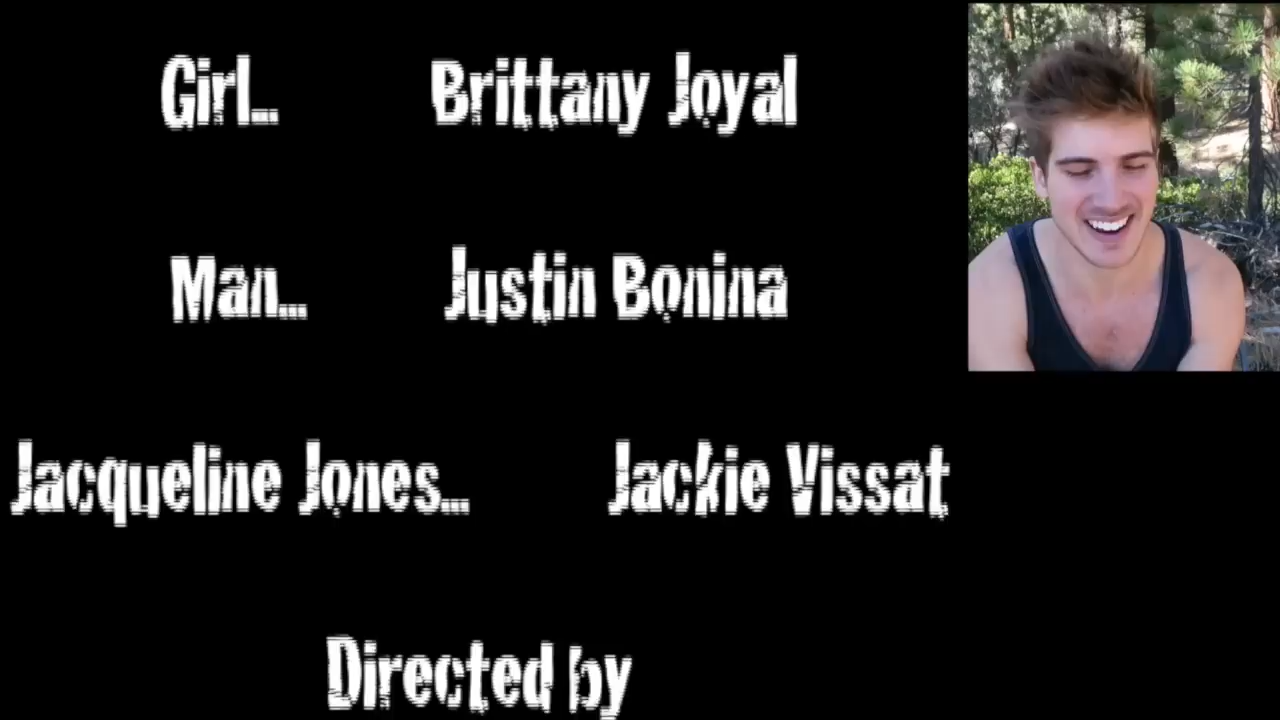 Girl... Brittany Joyal
Man... Justin Bonina
Jacqueline Jones... Jackie Vissat
Directed by